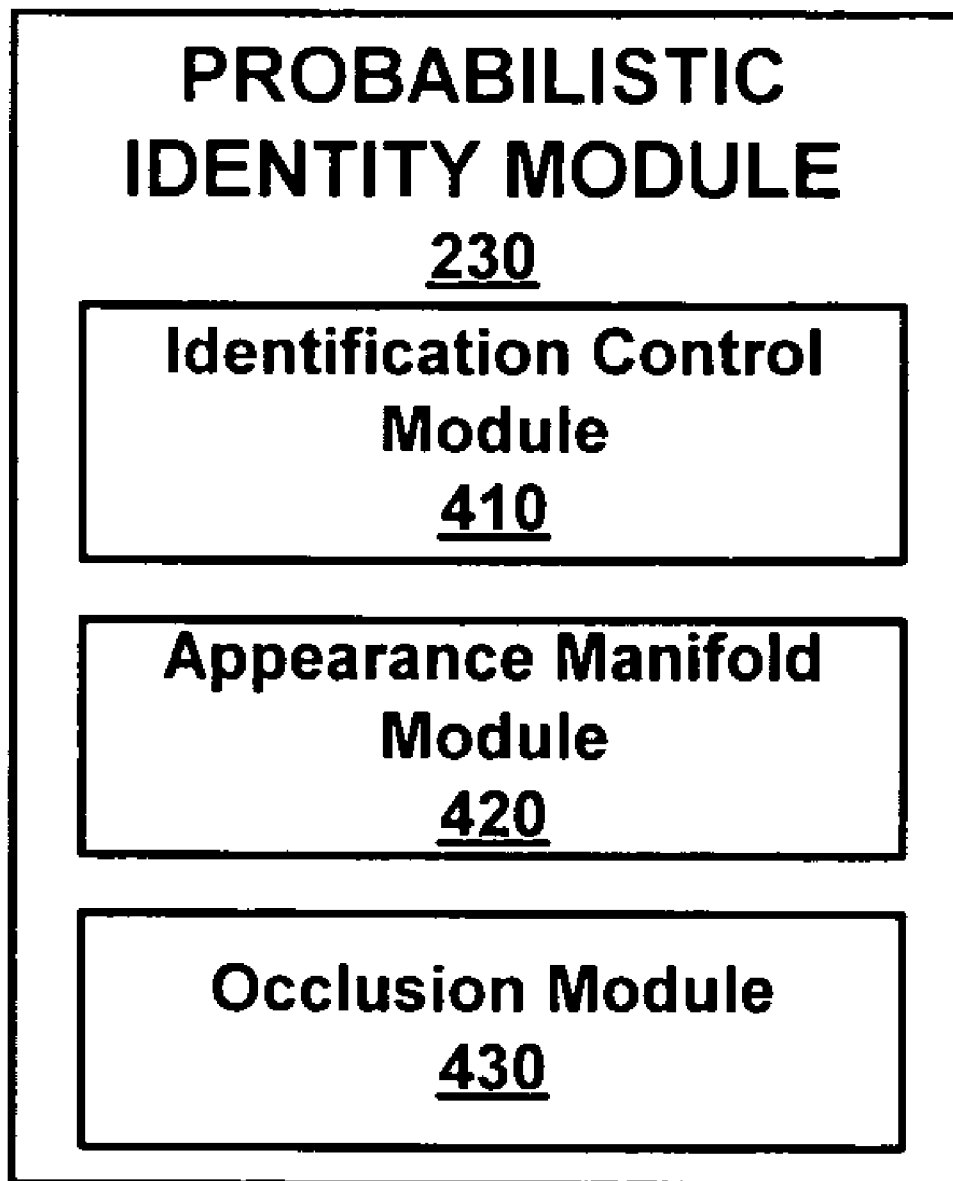 PROBABILISTIC
IDENTITY MODULE
230
Identification Control
Module
410
Appearance Manifold
Module
420
Occlusion Module
430